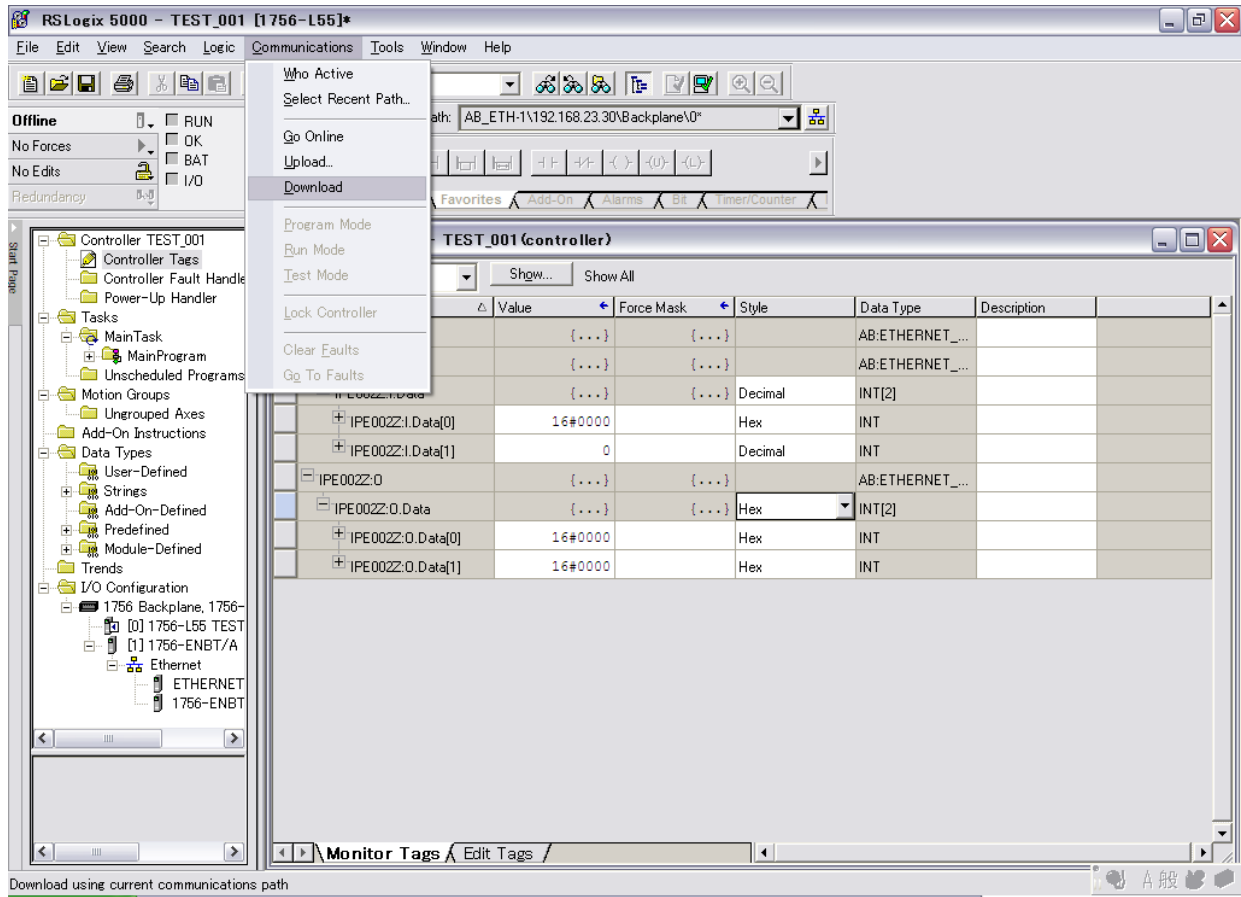 RSLogix 5000 - TEST_001 [1756-L55]*
File Edit View Search Logic Communications Tools Window Help
Who Active
Select Recent Path...
Go Online
Upload...
Download
Program Mode
Run Mode
Test Mode
Lock Controller
Clear Faults
Go To Faults
Offline RUN
No Forces OK
No Edits BAT
Redundancy I/O
ath: AB_ETH-1\192.168.23.30\Backplane\0*
Favorites Add-On Alarms Bit Timer/Counter
Start Page
Controller TEST_001
Controller Tags
Controller Fault Handle
Power-Up Handler
Tasks
MainTask
MainProgram
Unscheduled Programs
Motion Groups
Ungrouped Axes
Add-On Instructions
Data Types
User-Defined
Strings
Add-On-Defined
Predefined
Module-Defined
Trends
I/O Configuration
1756 Backplane, 1756-
[0] 1756-L55 TEST
[1] 1756-ENBT/A
Ethernet
ETHERNET
1756-ENBT
- TEST_001(controller)
Show... Show All
Value Force Mask Style Data Type Description
{...} {...} AB:ETHERNET_...
{...} {...} AB:ETHERNET_...
IPE002Z:I.Data {...} {...} Decimal INT[2]
IPE002Z:I.Data[0] 16#0000 Hex INT
IPE002Z:I.Data[1] 0 Decimal INT
IPE002Z:O {...} {...} AB:ETHERNET_...
IPE002Z:O.Data {...} {...} Hex INT[2]
IPE002Z:O.Data[0] 16#0000 Hex INT
IPE002Z:O.Data[1] 16#0000 Hex INT
Monitor Tags Edit Tags
Download using current communications path
A 般